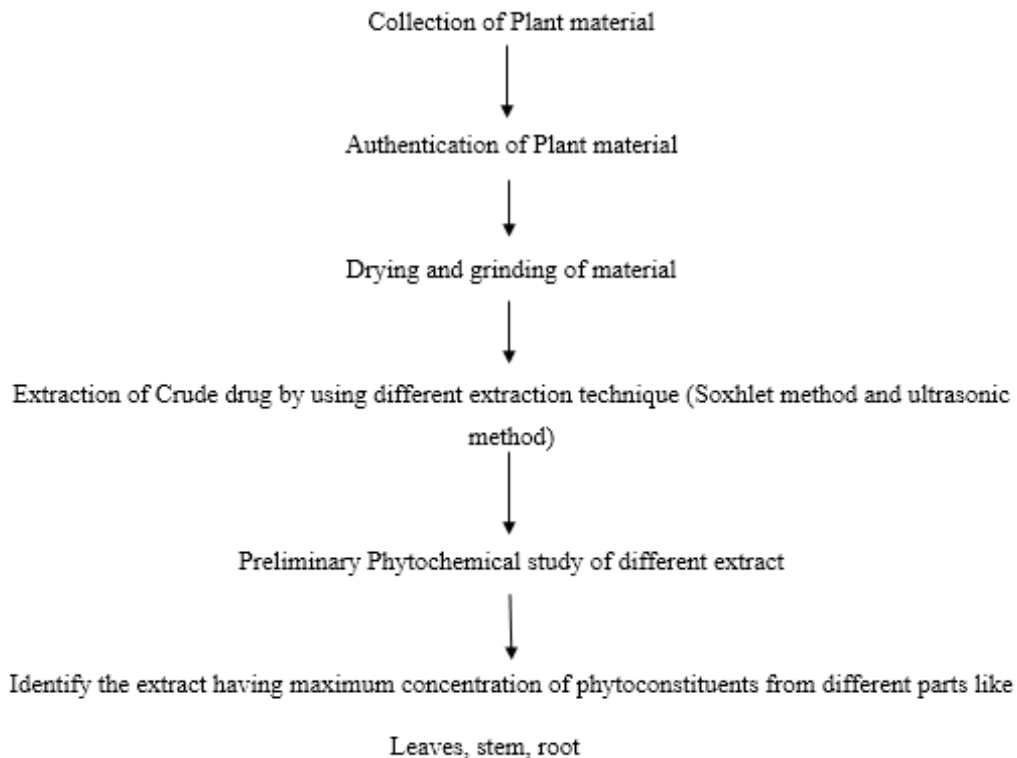 Collection of Plant material
Authentication of Plant material
Drying and grinding of material
Extraction of Crude drug by using different extraction technique (Soxhlet method and ultrasonic
method)
Preliminary Phytochemical study of different extract
Identify the extract having maximum concentration of phytoconstituents from different parts like
Leaves, stem, root